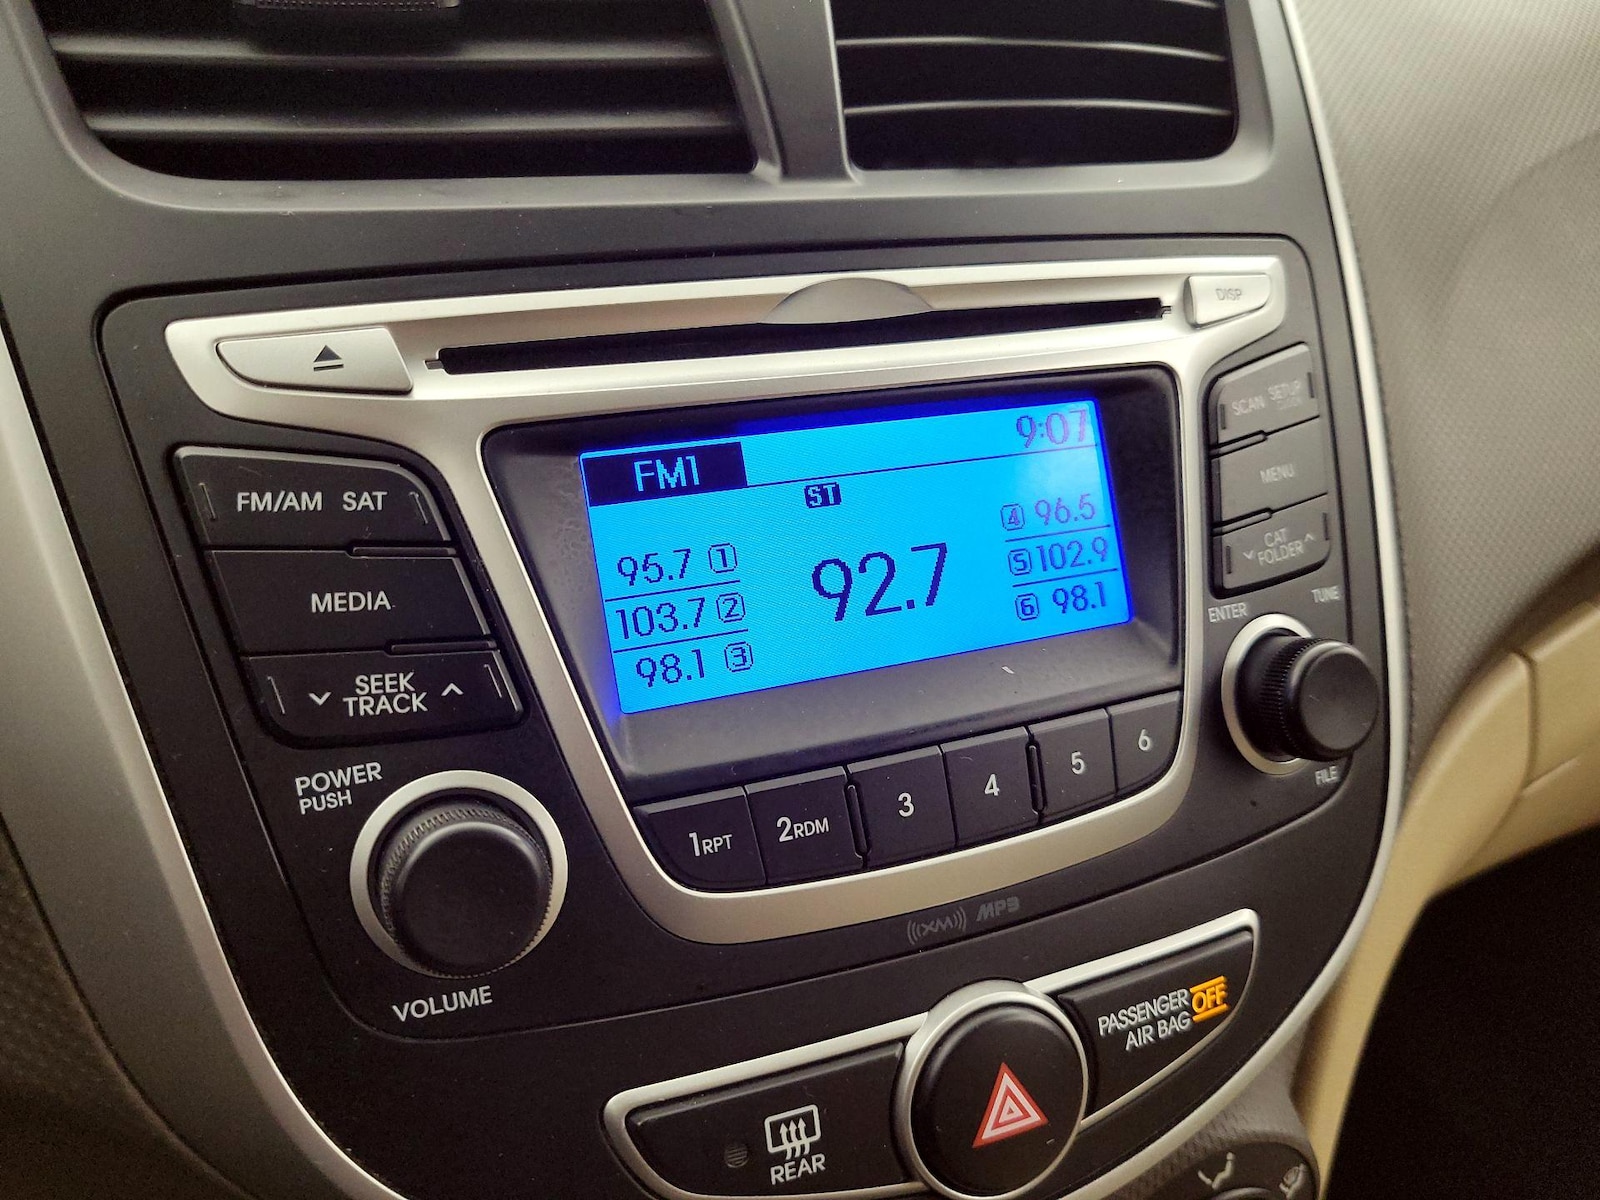 DISP
SCAN SETUP
FM1
9:07
FM/AM SAT
ST
MENU
4 96.5
95.7 1
92.7
5 102.9
CAT
FOLDER
MEDIA
103.7 2
6 98.1
ENTER
TUNE
98.1 3
SEEK
TRACK
POWER
PUSH
1RPT
2RDM
3
4
5
6
FILE
VOLUME
((XM)) MP3
PASSENGER OFF
AIR BAG
REAR